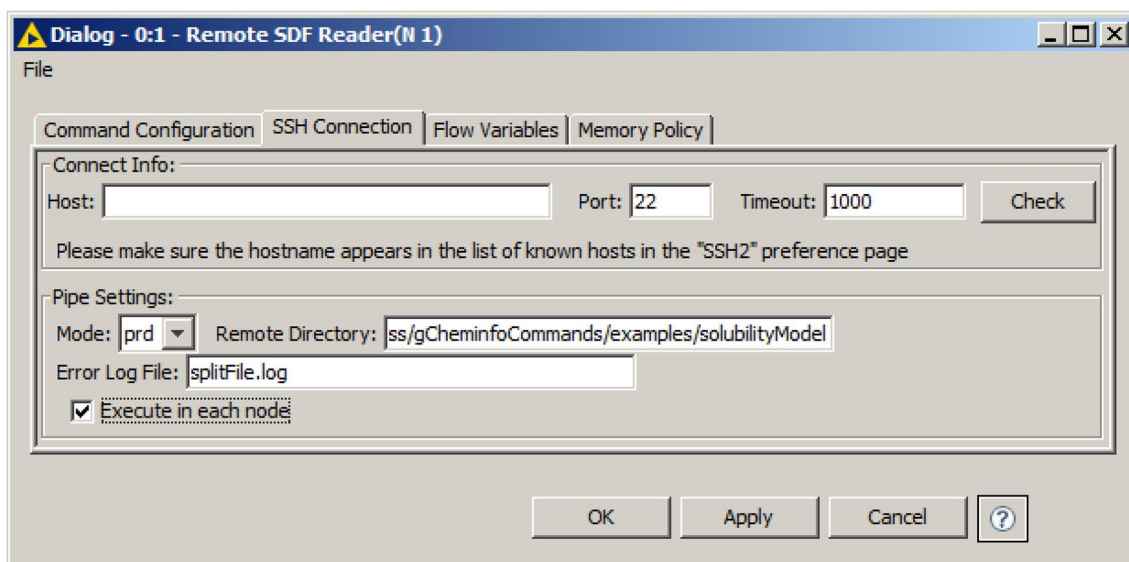 Dialog - 0:1 - Remote SDF Reader(N 1)
File
Command Configuration SSH Connection Flow Variables Memory Policy
Connect Info:
Host: Port: 22 Timeout: 1000 Check
Please make sure the hostname appears in the list of known hosts in the "SSH2" preference page
Pipe Settings:
Mode: prd Remote Directory: ss/gCheminfoCommands/examples/solubilityModel
Error Log File: splitFile.log
Execute in each node
OK Apply Cancel ?